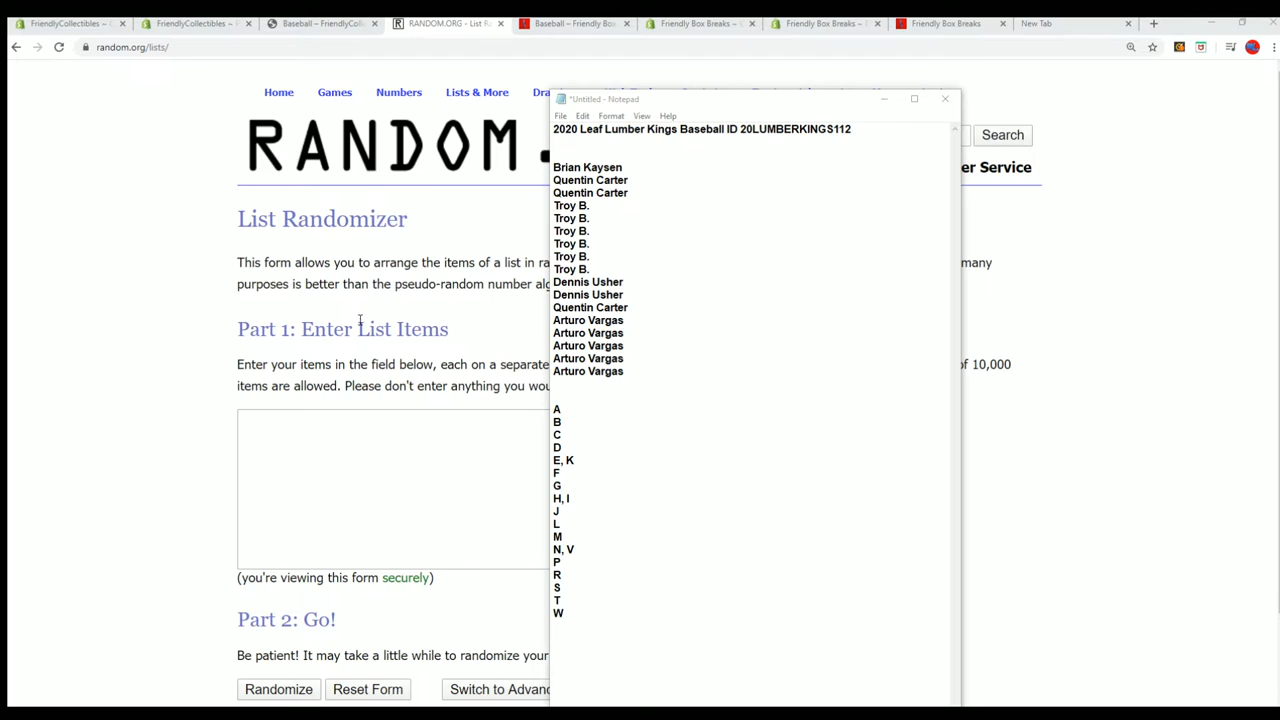 FriendlyCollectibles
FriendlyCollectibles
Baseball – FriendlyColl
RANDOM.ORG - List R
Baseball – Friendly Box
Friendly Box Breaks –
Friendly Box Breaks –
Friendly Box Breaks
New Tab
random.org/lists/
Home Games Numbers Lists & More
RANDOM.
Search
er Service
List Randomizer
This form allows you to arrange the items of a list in
many
purposes is better than the pseudo-random number
Part 1: Enter List Items
Enter your items in the field below, each on a separate
of 10,000
items are allowed. Please don't enter anything you
(you're viewing this form securely)
Part 2: Go!
Be patient! It may take a little while to randomize your
Randomize Reset Form Switch to
*Untitled - Notepad
File Edit Format View Help
2020 Leaf Lumber Kings Baseball ID 20LUMBERKINGS112
Brian Kaysen
Quentin Carter
Quentin Carter
Troy B.
Troy B.
Troy B.
Troy B.
Troy B.
Troy B.
Dennis Usher
Dennis Usher
Quentin Carter
Arturo Vargas
Arturo Vargas
Arturo Vargas
Arturo Vargas
Arturo Vargas
A
B
C
D
E, K
F
G
H, I
J
L
M
N, V
P
R
S
T
W